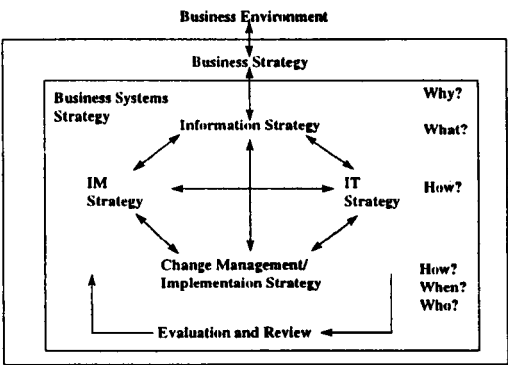 Business Environment
Business Strategy
Business Systems
Strategy
Why?
Information Strategy
What?
IM
Strategy
IT
Strategy
How?
Change Management/
Implementaion Strategy
How?
When?
Who?
Evaluation and Review